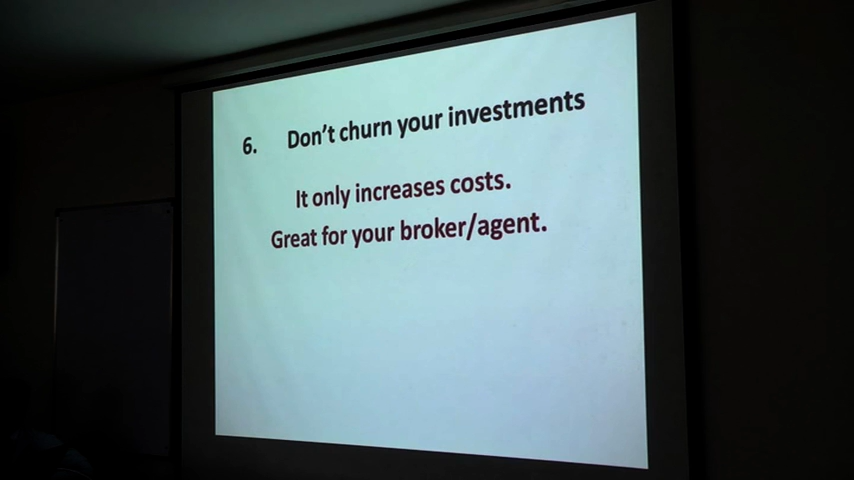 6. Don't churn your investments
It only increases costs.
Great for your broker/agent.